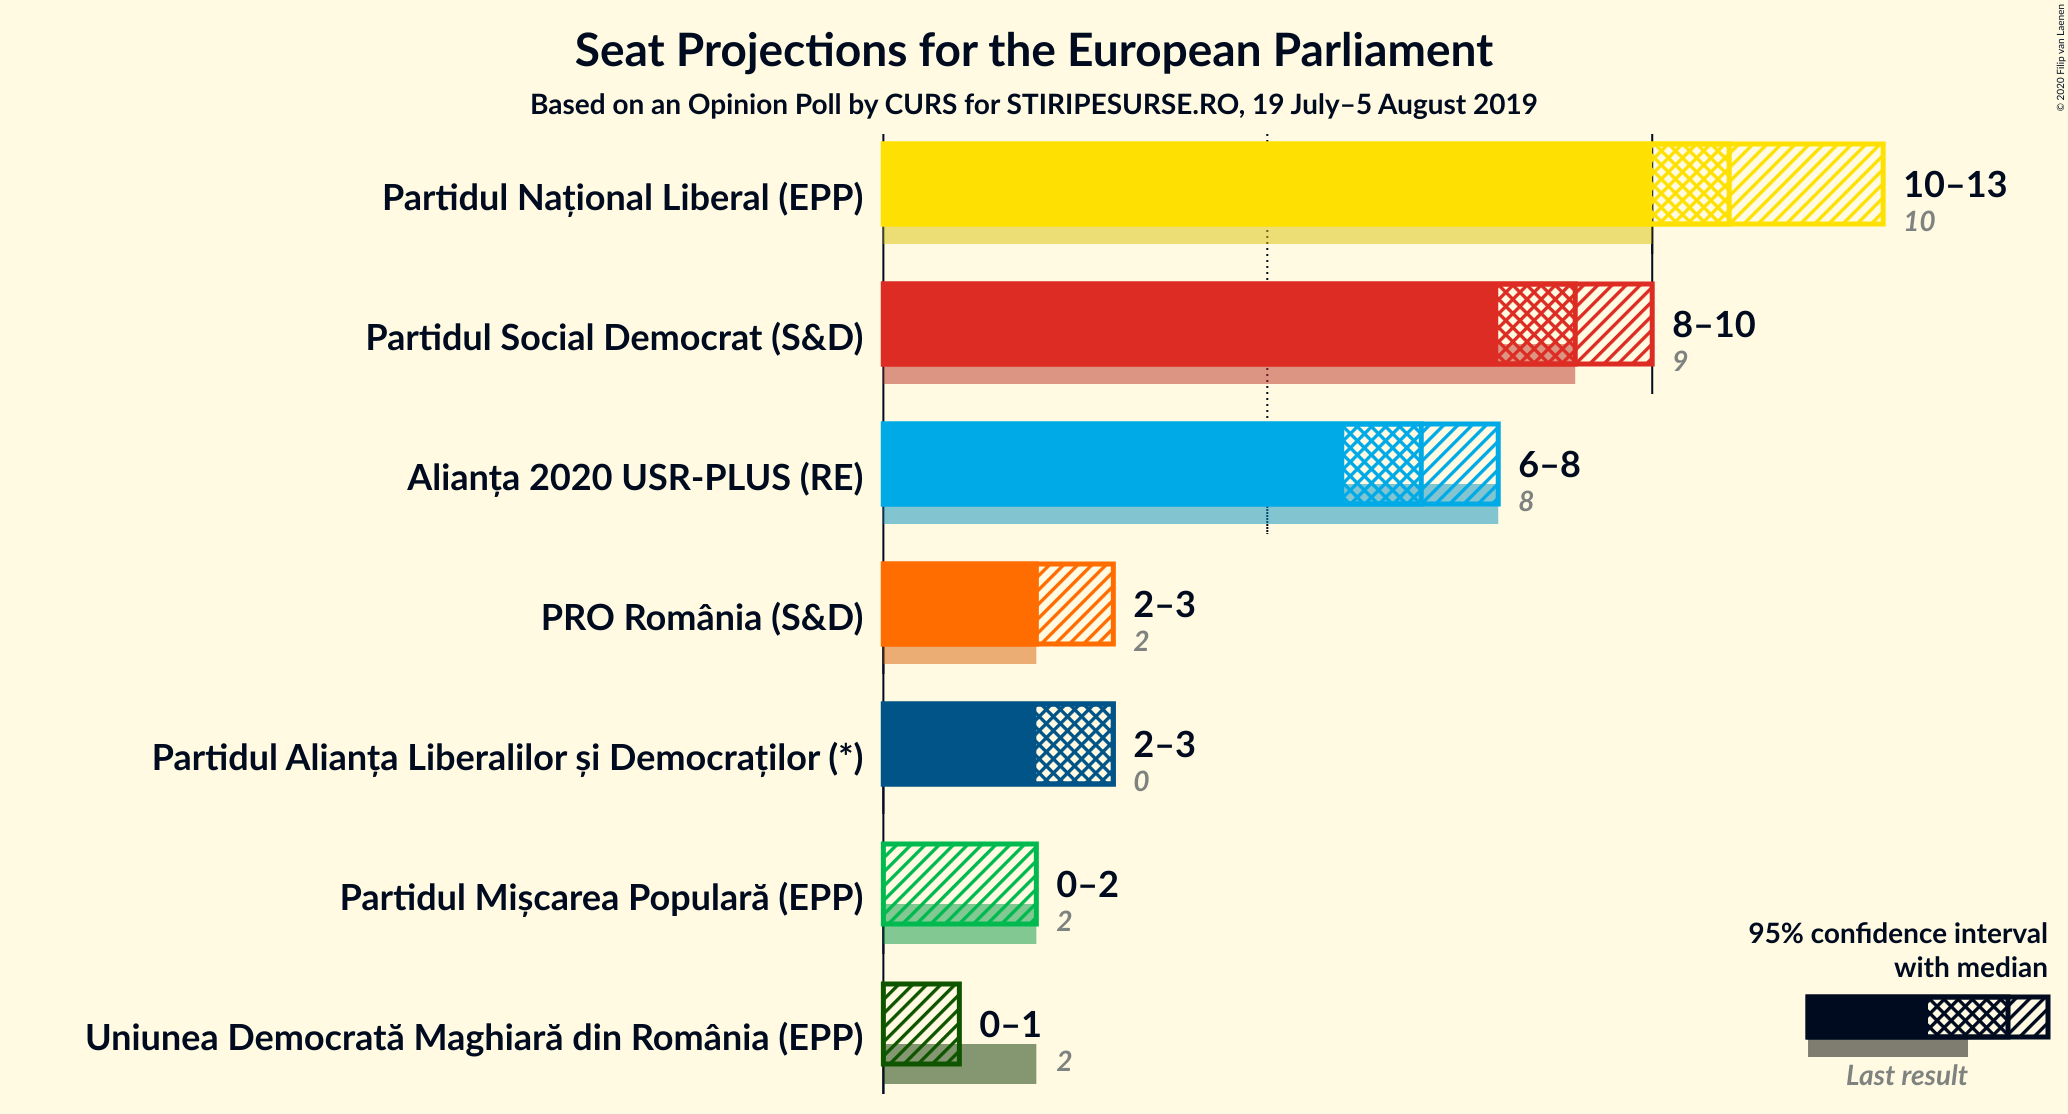 Seat Projections for the European Parliament
Based on an Opinion Poll by CURS for STIRIPESURSE.RO, 19 July–5 August 2019
© 2020 Filip van Laenen
Partidul Național Liberal (EPP)
10–13
10
Partidul Social Democrat (S&D)
8–10
9
Alianța 2020 USR-PLUS (RE)
6–8
8
PRO România (S&D)
2–3
2
Partidul Alianța Liberalilor și Democraților (*)
2–3
0
Partidul Mișcarea Populară (EPP)
0–2
2
Uniunea Democrată Maghiară din România (EPP)
0–1
2
95% confidence interval
with median
Last result